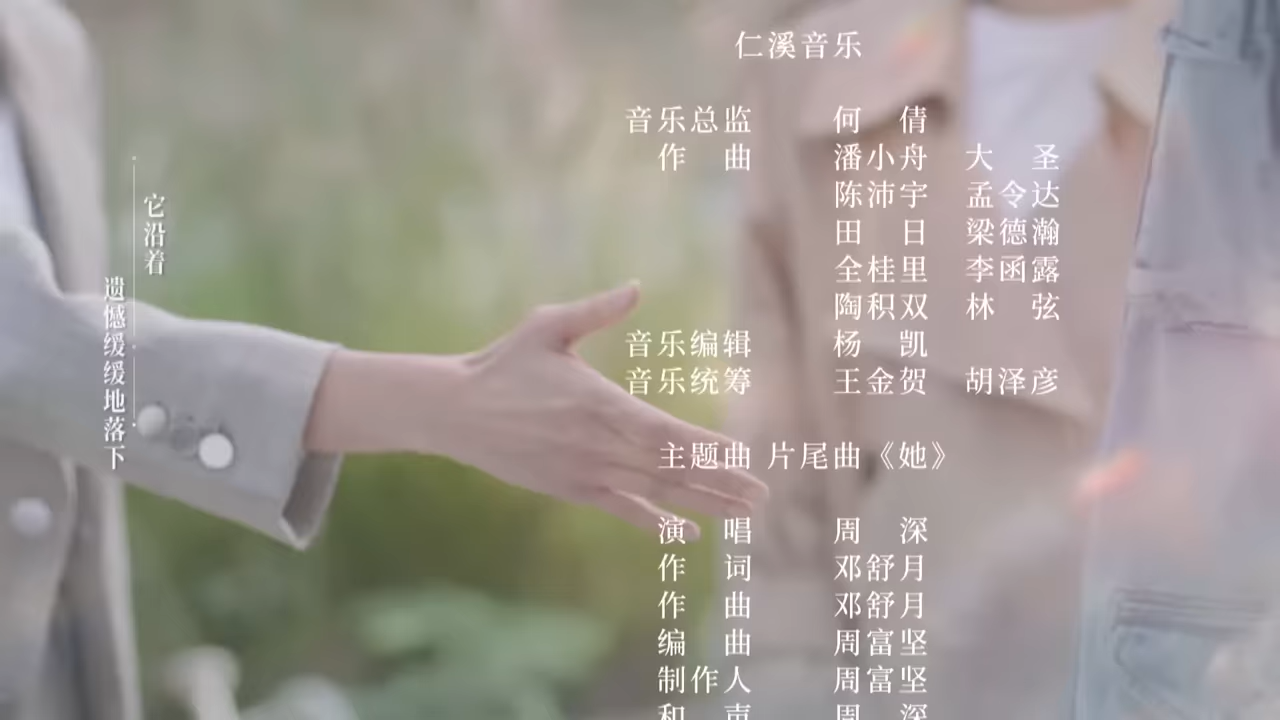 仁溪音乐
音乐总监 何倩
作曲 潘小舟 大圣
陈沛宇 孟令达
田日 梁德瀚
全桂里 李函露
陶积双 林弦
音乐编辑 杨凯
音乐统筹 王金贺 胡泽彦
主题曲 片尾曲《她》
演唱 周深
作词 邓舒月
作曲 邓舒月
编曲 周富坚
制作人 周富坚
和声 周深
它沿着
遗憾缓缓地落下